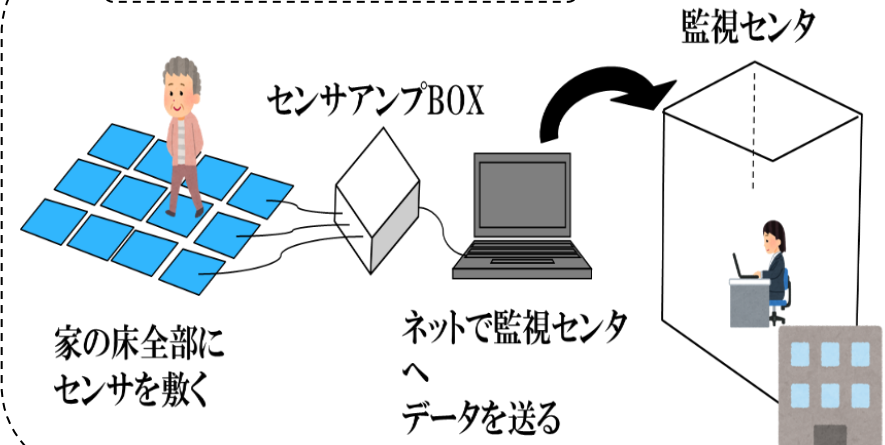 監視センタ
センサアンプBOX
家の床全部に
センサを敷く
ネットで監視センタ
へ
データを送る